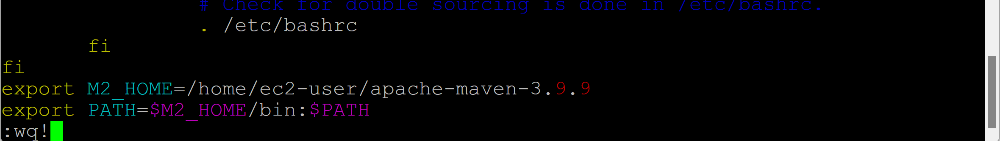 # Check for double sourcing is done in /etc/bashrc.
. /etc/bashrc
fi
fi
export M2_HOME=/home/ec2-user/apache-maven-3.9.9
export PATH=$M2_HOME/bin:$PATH
:wq!